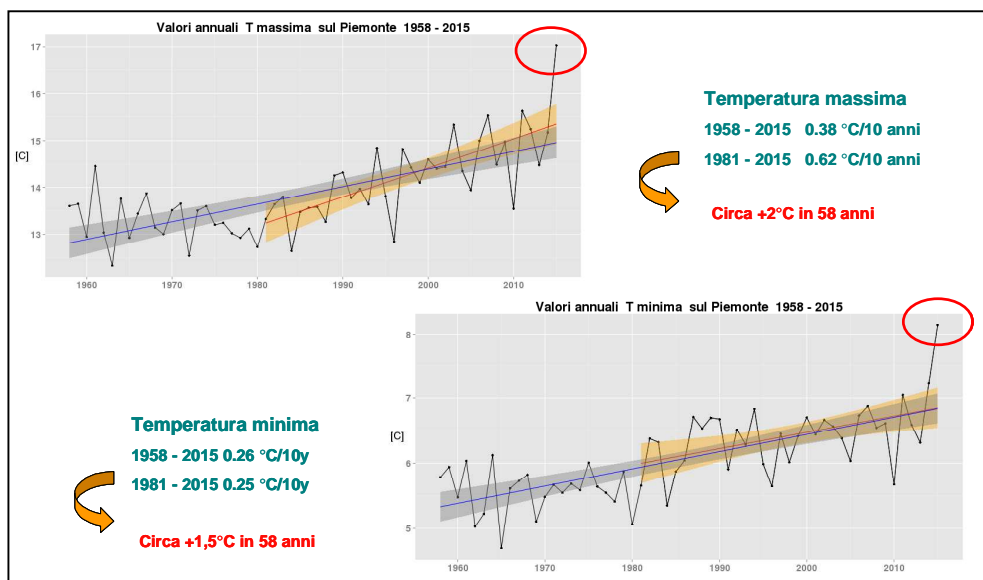 Valori annuali T massima sul Piemonte 1958 - 2015
17
16
15
[C]
14
13
1960 1970 1980 1990 2000 2010
Temperatura massima
1958 - 2015 0.38 °C/10 anni
1981 - 2015 0.62 °C/10 anni
Circa +2°C in 58 anni
Valori annuali T minima sul Piemonte 1958 - 2015
8
7
[C]
6
5
1960 1970 1980 1990 2000 2010
Temperatura minima
1958 - 2015 0.26 °C/10y
1981 - 2015 0.25 °C/10y
Circa +1,5°C in 58 anni